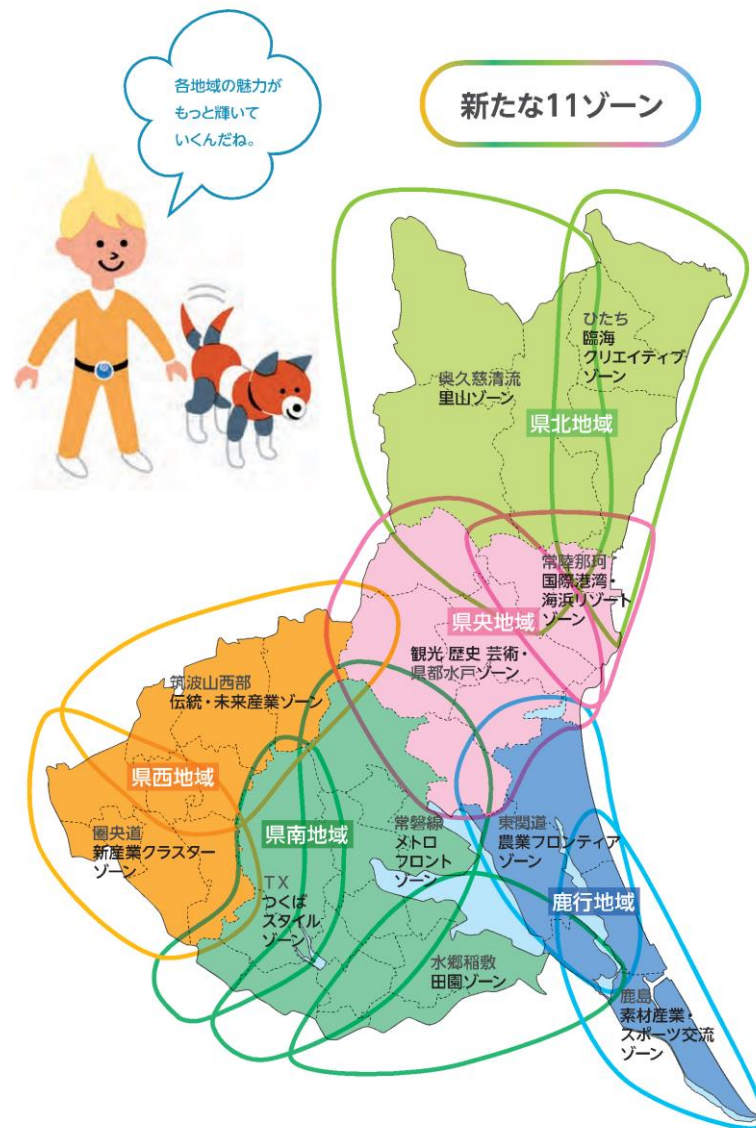 各地域の魅力が
もっと輝いて
いくんだね。
新たな11ゾーン
ひたち
臨海
クリエイティブ
ゾーン
奥久慈清流
里山ゾーン
県北地域
常陸那珂
国際港湾・
海浜リゾート
ゾーン
県央地域
観光 歴史 芸術・
県都水戸ゾーン
筑波山西部
伝統・未来産業ゾーン
県西地域
圏央道
新産業クラスター
ゾーン
県南地域
常磐線
メトロ
フロント
ゾーン
東関道
農業フロンティア
ゾーン
TX
つくば
スタイル
ゾーン
鹿行地域
水郷稲敷
田園ゾーン
鹿島
素材産業・
スポーツ交流
ゾーン